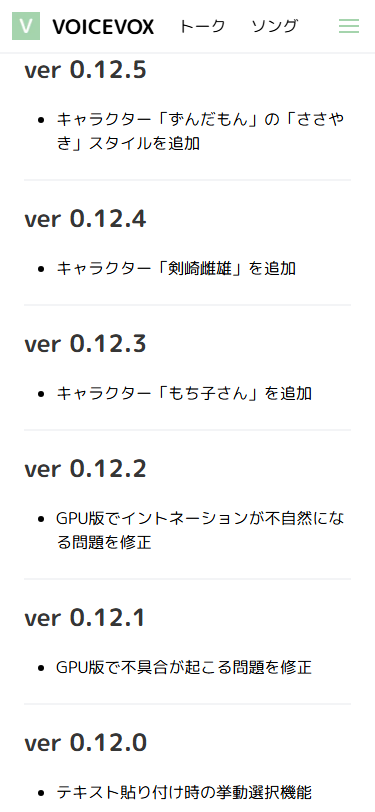 V VOICEVOX トーク ソング
ver 0.12.5
キャラクター「ずんだもん」の「ささや
き」スタイルを追加
ver 0.12.4
キャラクター「剣崎雌雄」を追加
ver 0.12.3
キャラクター「もち子さん」を追加
ver 0.12.2
GPU版でイントネーションが不自然にな
る問題を修正
ver 0.12.1
GPU版で不具合が起こる問題を修正
ver 0.12.0
テキスト貼り付け時の挙動選択機能